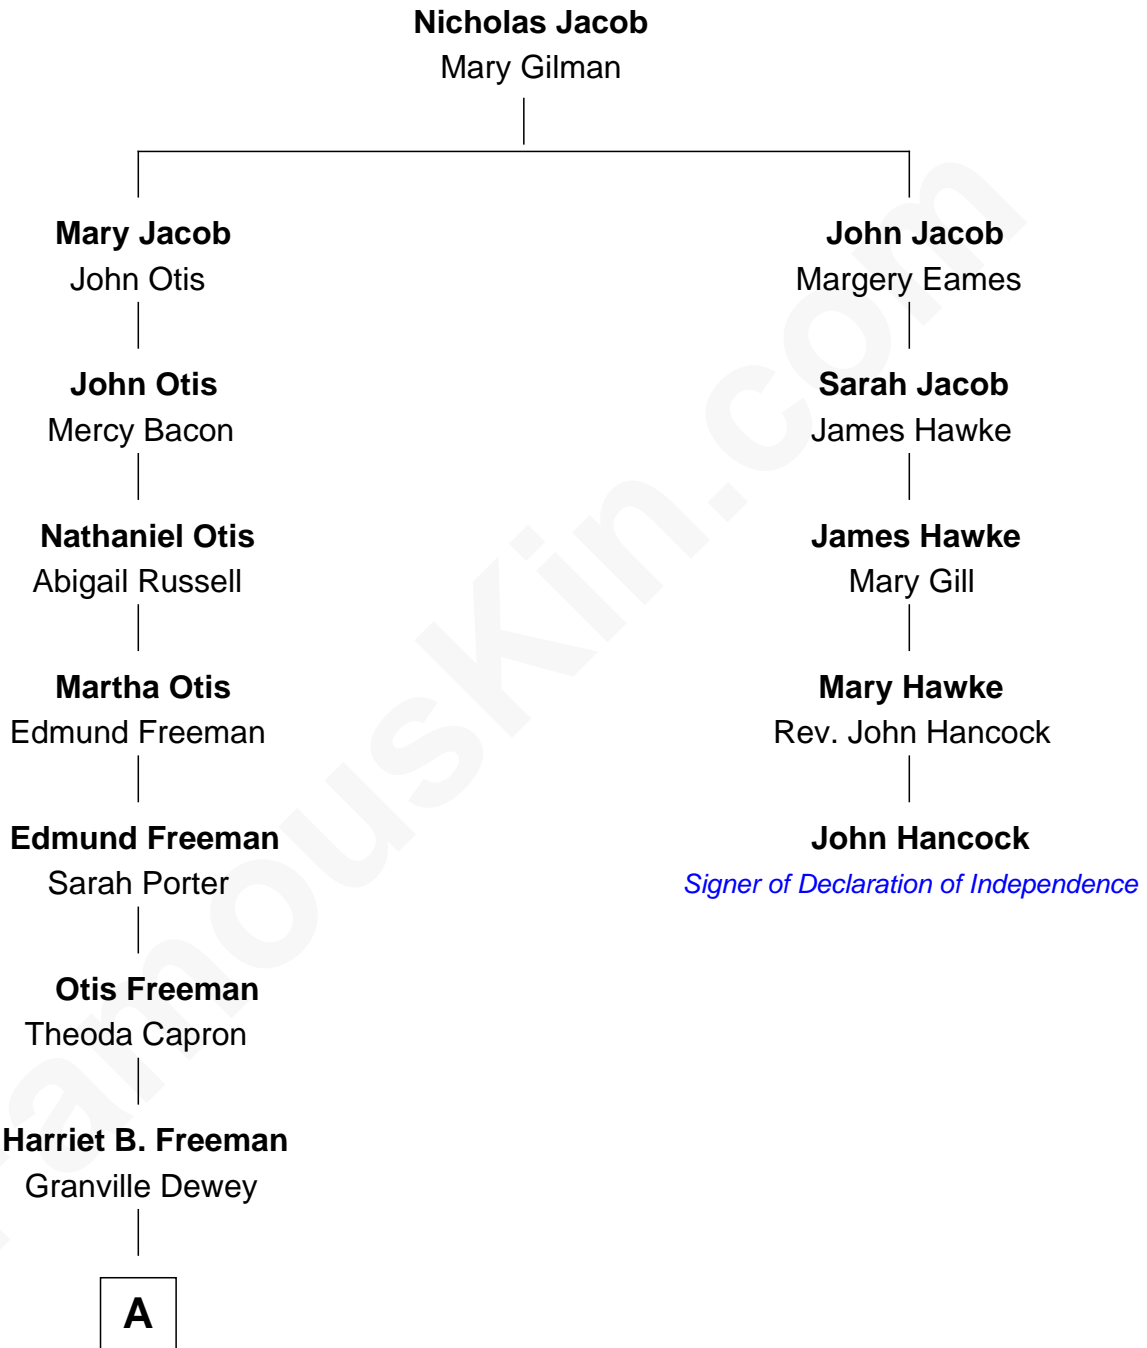 Nicholas Jacob
Mary Gilman
Mary Jacob
John Otis
John Jacob
Margery Eames
John Otis
Mercy Bacon
Sarah Jacob
James Hawke
Nathaniel Otis
Abigail Russell
James Hawke
Mary Gill
Martha Otis
Edmund Freeman
Mary Hawke
Rev. John Hancock
Edmund Freeman
Sarah Porter
John Hancock
Signer of Declaration of Independence
Otis Freeman
Theoda Capron
Harriet B. Freeman
Granville Dewey
A
FamousKin.com